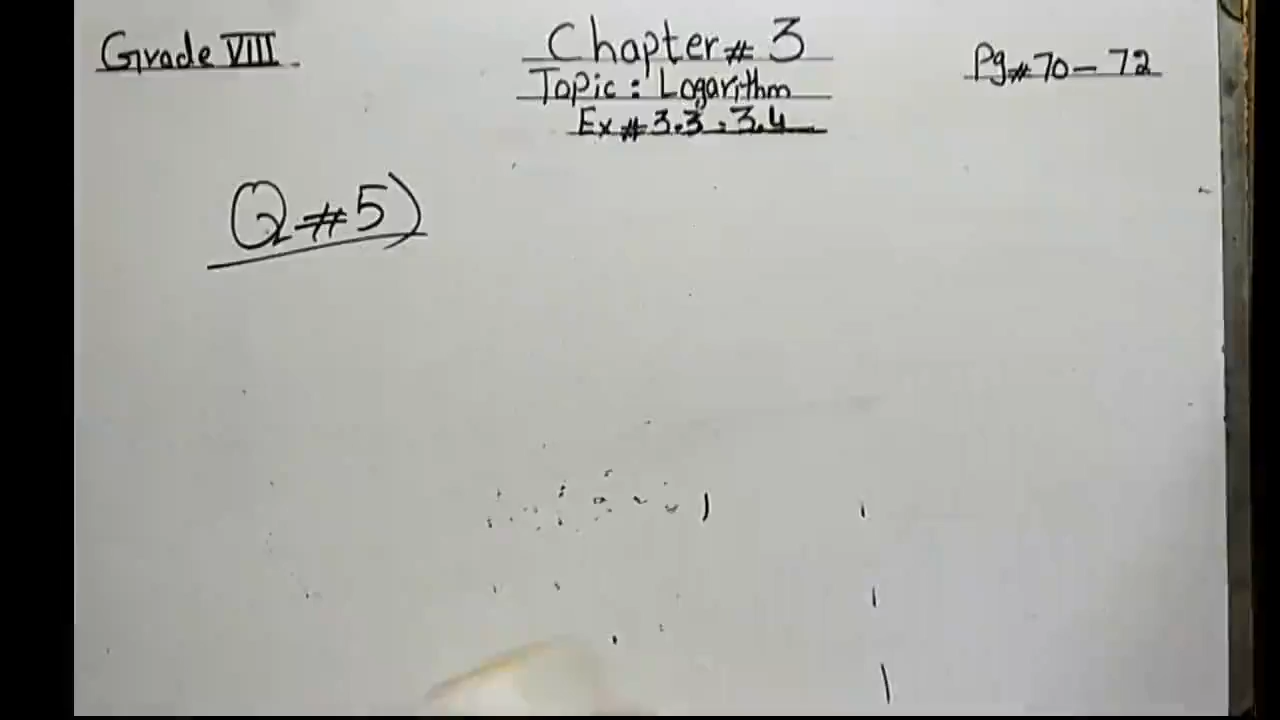 Grade VIII
Chapter # 3
Topic : Logarithm
Ex # 3.3 , 3.4
Pg # 70 - 72
Q # 5)